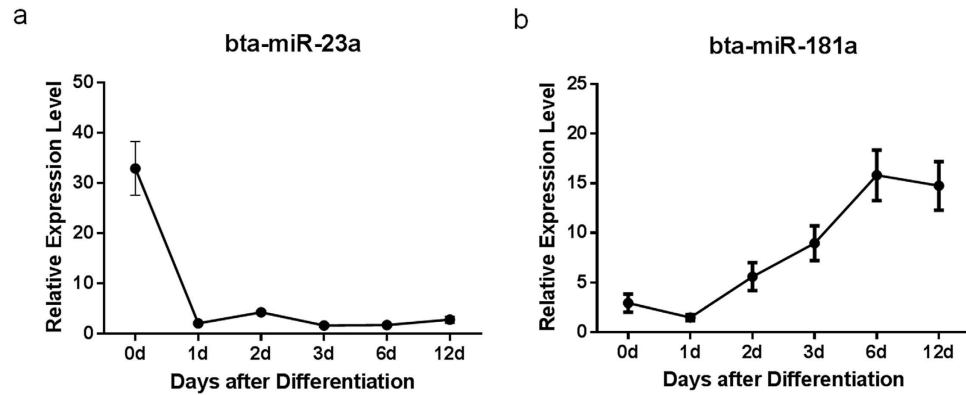 a
bta-miR-23a
Relative Expression Level
50
40
30
20
10
0
0d 1d 2d 3d 6d 12d
Days after Differentiation
b
bta-miR-181a
Relative Expression Level
25
20
15
10
5
0
0d 1d 2d 3d 6d 12d
Days after Differentiation